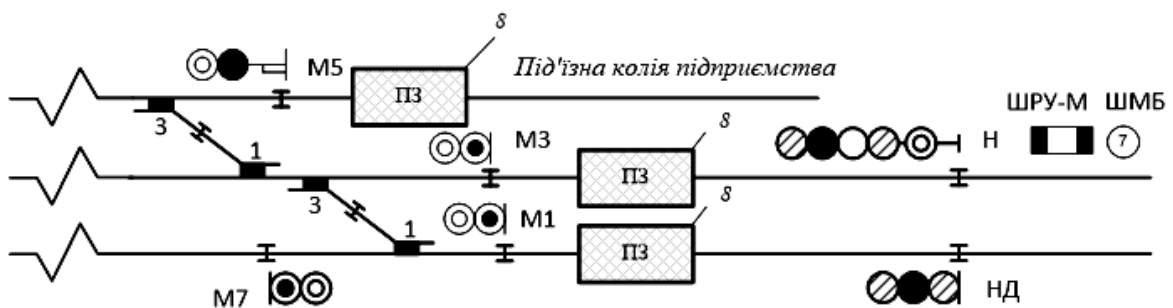 8
М5
ПЗ
Під'їзна колія підприємства
ШРУ-М ШМБ
3
М3
8
Н
7
1
ПЗ
3
8
1
М1
ПЗ
М7
НД